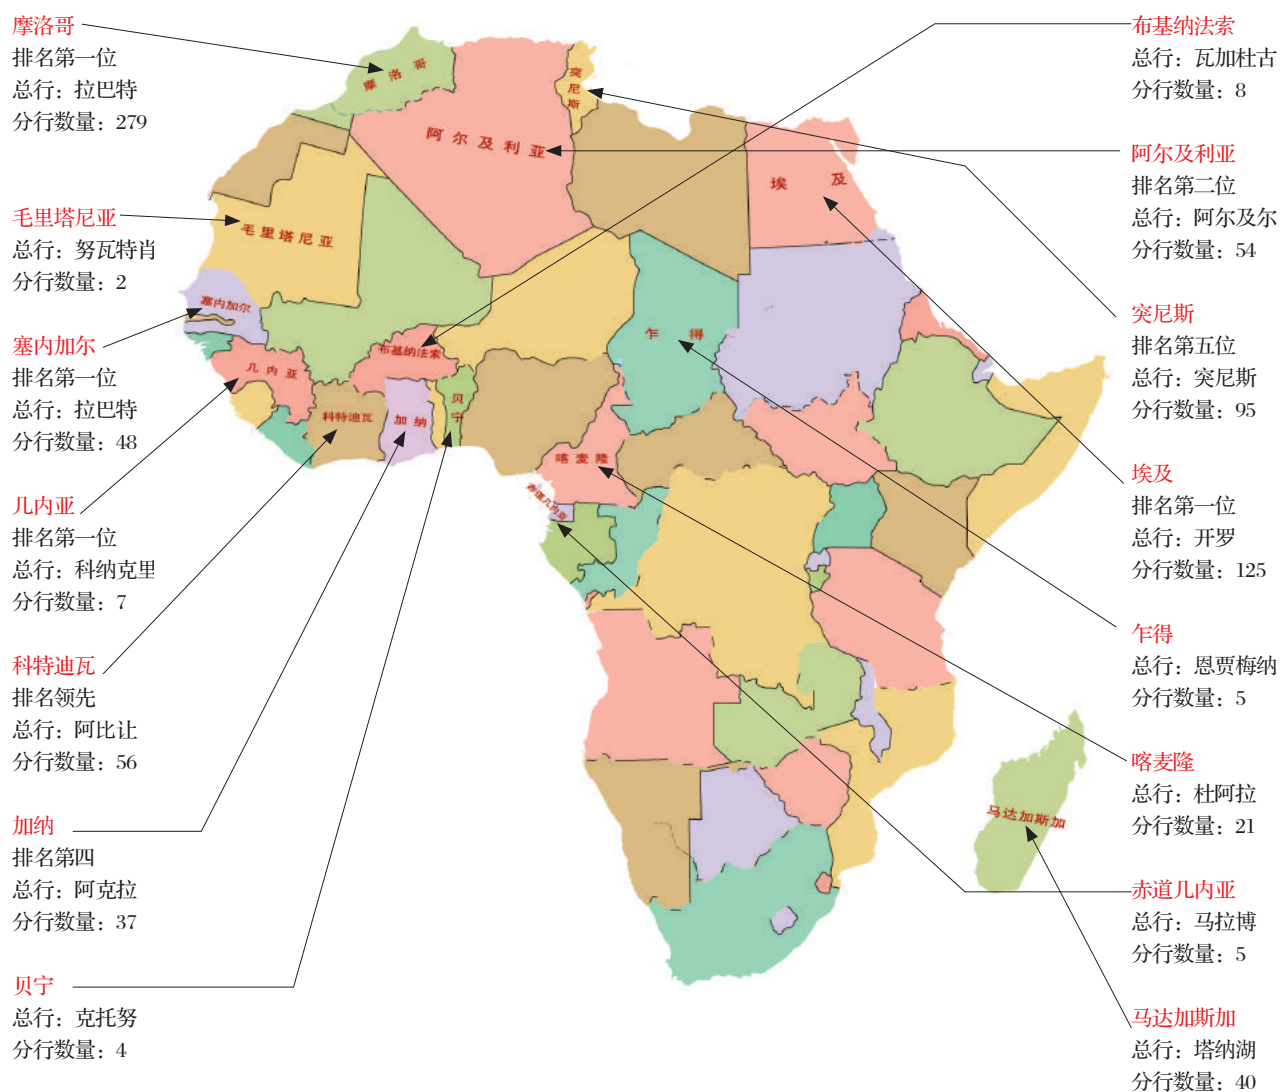 摩洛哥
排名第一位
总行：拉巴特
分行数量：279
毛里塔尼亚
总行：努瓦特肖
分行数量：2
塞内加尔
排名第一位
总行：拉巴特
分行数量：48
几内亚
排名第一位
总行：科纳克里
分行数量：7
科特迪瓦
排名领先
总行：阿比让
分行数量：56
加纳
排名第四
总行：阿克拉
分行数量：37
贝宁
总行：克托努
分行数量：4
摩洛哥
突尼斯
阿尔及利亚
埃及
毛里塔尼亚
塞内加尔
乍得
布基纳法索
几内亚
贝宁
科特迪瓦
加纳
喀麦隆
赤道几内亚
马达加斯加
布基纳法索
总行：瓦加杜古
分行数量：8
阿尔及利亚
排名第二位
总行：阿尔及尔
分行数量：54
突尼斯
排名第五位
总行：突尼斯
分行数量：95
埃及
排名第一位
总行：开罗
分行数量：125
乍得
总行：恩贾梅纳
分行数量：5
喀麦隆
总行：杜阿拉
分行数量：21
赤道几内亚
总行：马拉博
分行数量：5
马达加斯加
总行：塔纳湖
分行数量：40